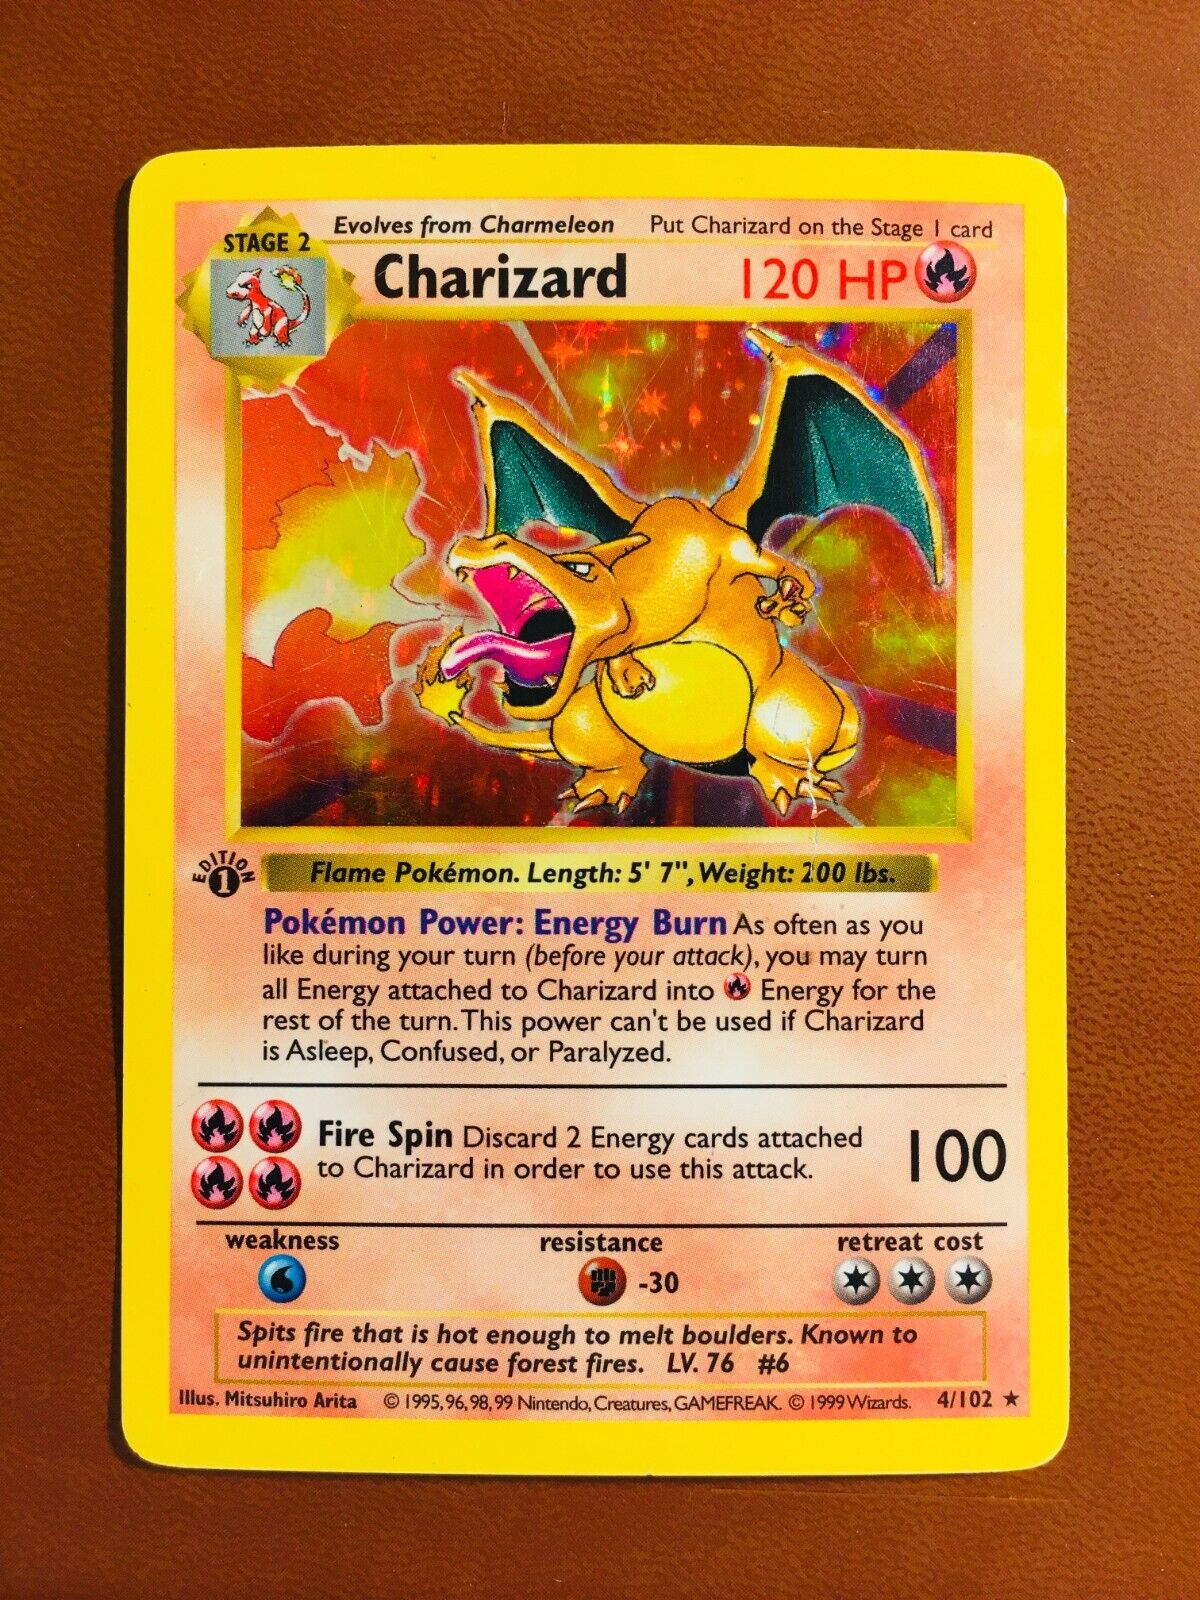 Evolves from Charmeleon Put Charizard on the Stage 1 card
STAGE 2
Charizard 120 HP
EDITION
1
Flame Pokémon. Length: 5' 7", Weight: 200 lbs.
Pokémon Power: Energy Burn As often as you
like during your turn (before your attack), you may turn
all Energy attached to Charizard into Energy for the
rest of the turn. This power can't be used if Charizard
is Asleep, Confused, or Paralyzed.
Fire Spin Discard 2 Energy cards attached
to Charizard in order to use this attack.
100
weakness resistance retreat cost
-30
Spits fire that is hot enough to melt boulders. Known to
unintentionally cause forest fires. LV. 76 #6
Illus. Mitsuhiro Arita © 1995, 96, 98, 99 Nintendo, Creatures, GAMEFREAK. © 1999 Wizards. 4/102 ★